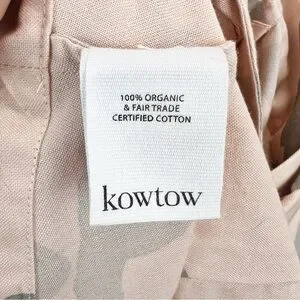 100% ORGANIC
& FAIR TRADE
CERTIFIED COTTON
kowtow